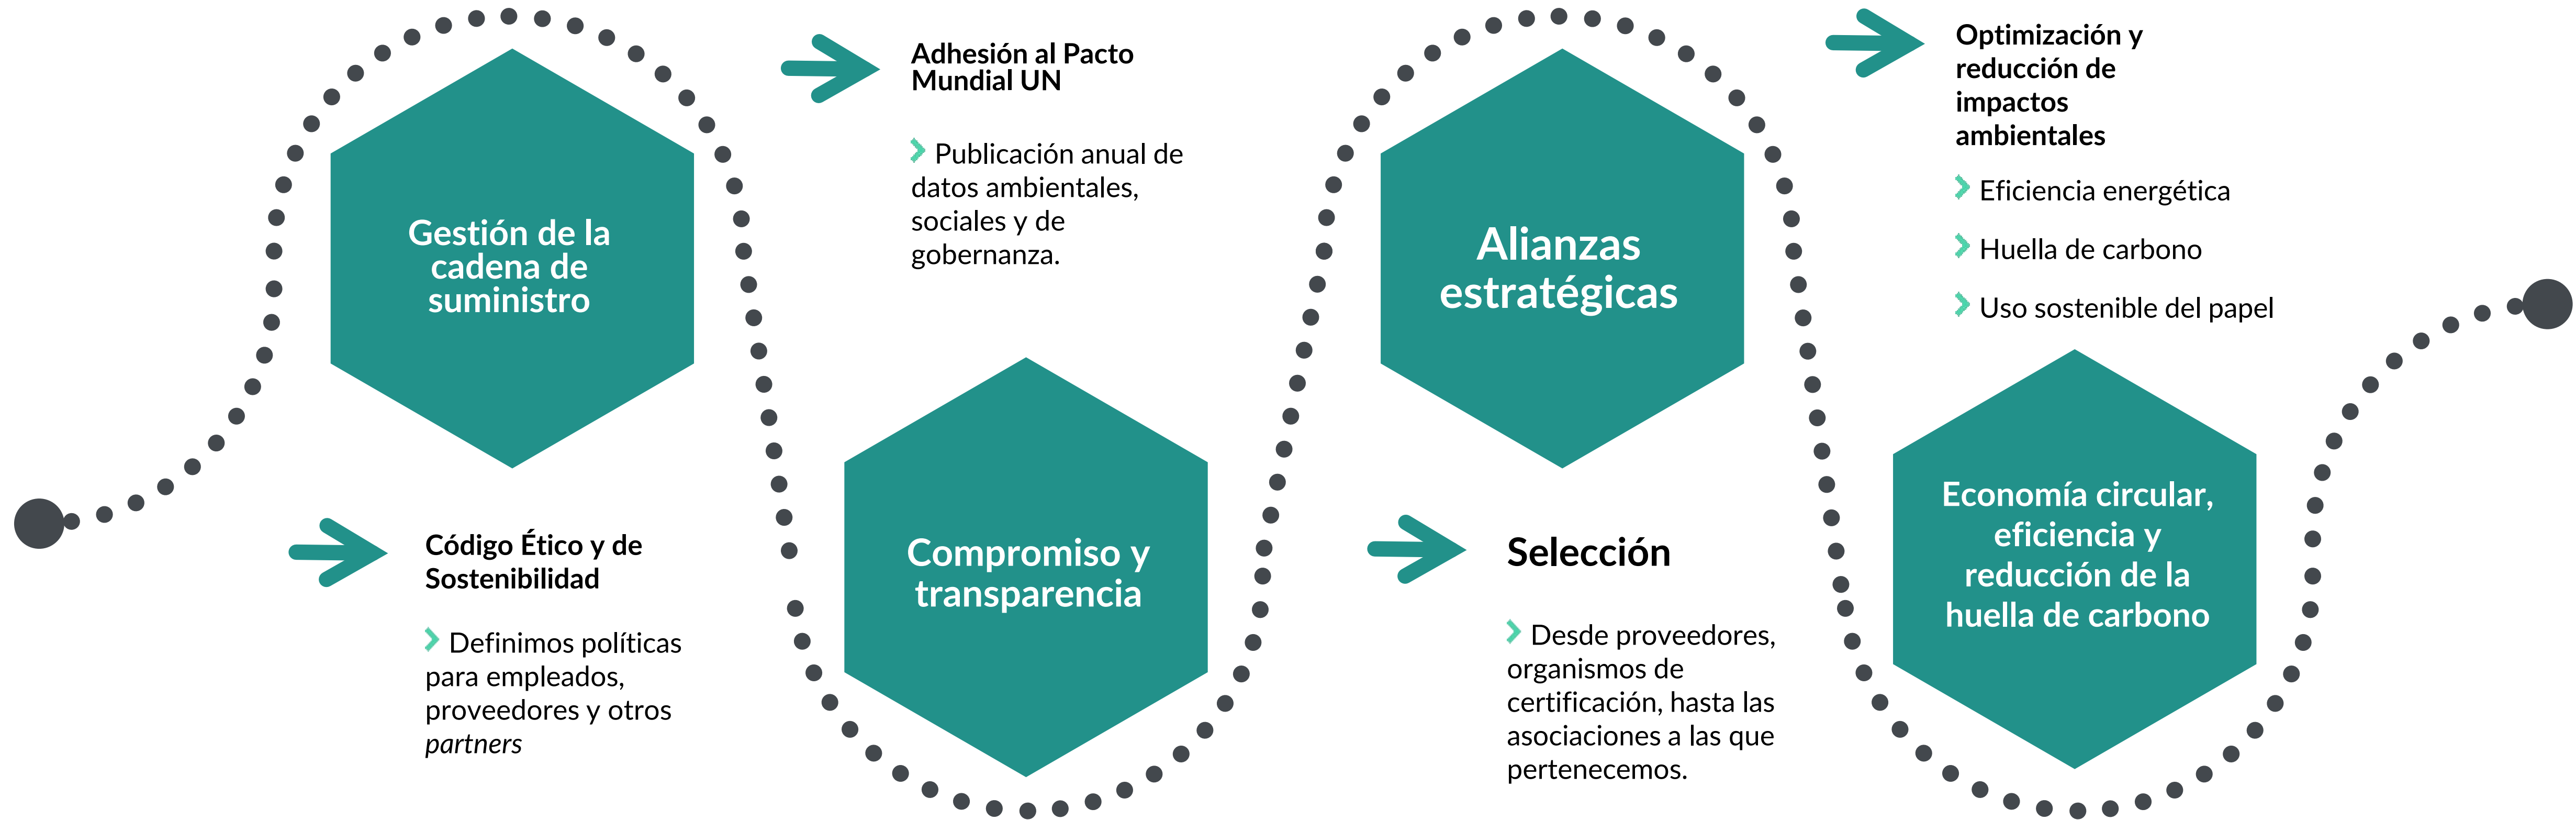 Gestión de la
cadena de
suministro
Código Ético y de
Sostenibilidad
Definimos políticas
para empleados,
proveedores y otros
partners
Adhesión al Pacto
Mundial UN
Publicación anual de
datos ambientales,
sociales y de
gobernanza.
Compromiso y
transparencia
Alianzas
estratégicas
Selección
Desde proveedores,
organismos de
certificación, hasta las
asociaciones a las que
pertenecemos.
Optimización y
reducción de
impactos
ambientales
Eficiencia energética
Huella de carbono
Uso sostenible del papel
Economía circular,
eficiencia y
reducción de la
huella de carbono